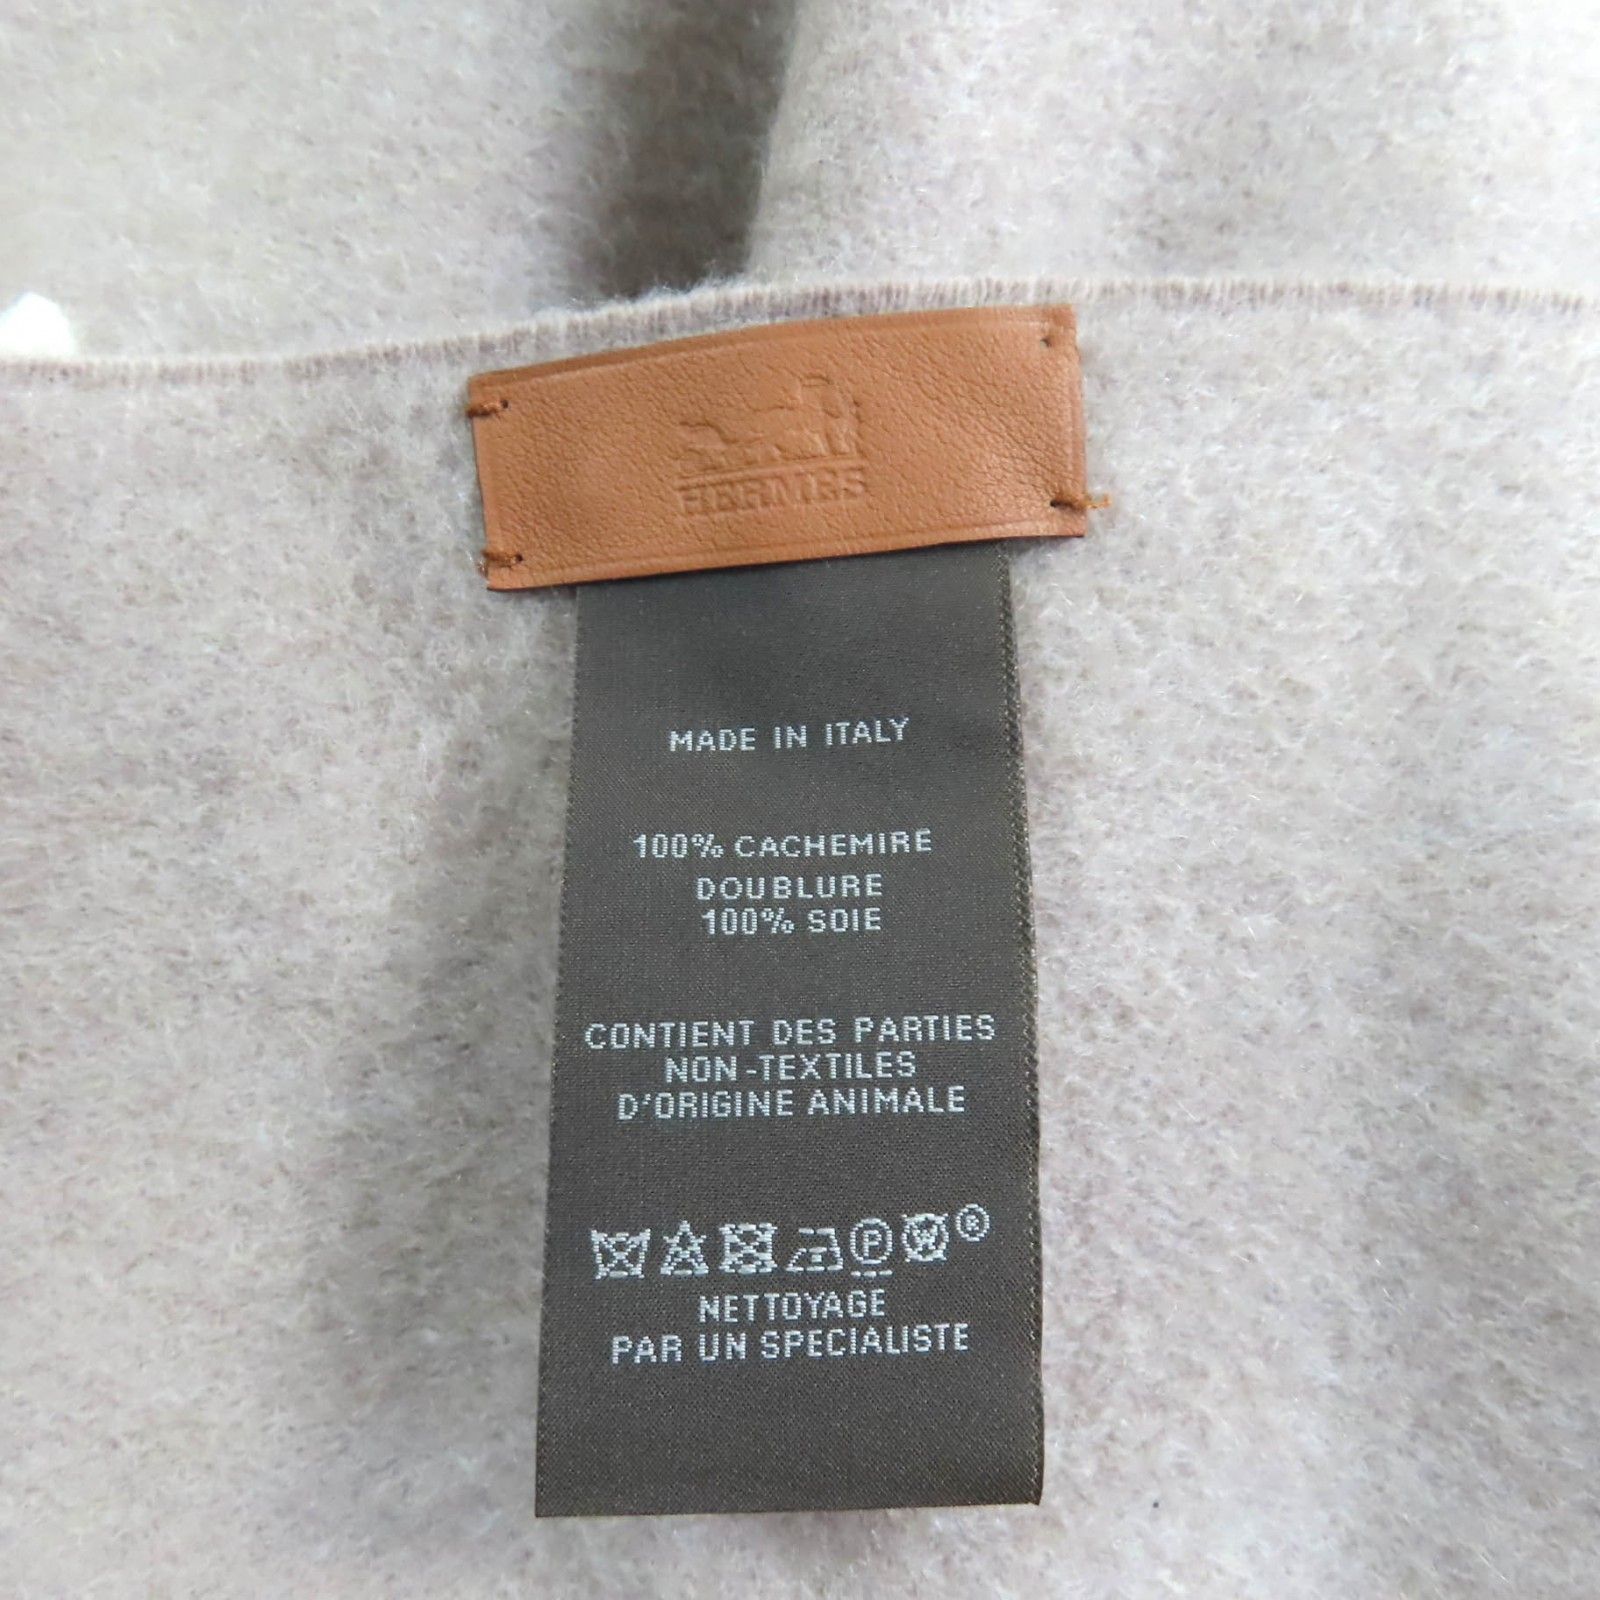 HERMES
MADE IN ITALY
100% CACHEMIRE
DOUBLURE
100% SOIE
CONTIENT DES PARTIES
NON-TEXTILES
D'ORIGINE ANIMALE
P W ®
NETTOYAGE
PAR UN SPECIALISTE